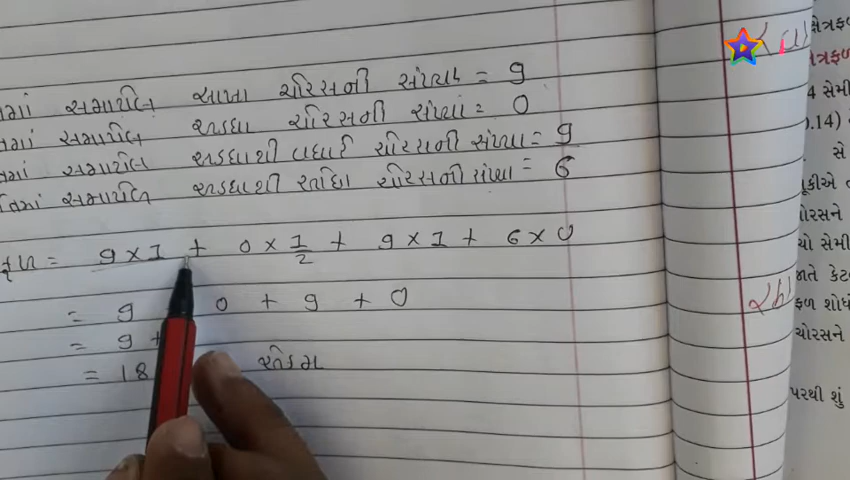 સમાયેલ આખા ચોરસની સંખ્યા = 9
સમાયેલ અડધા ચોરસની સંખ્યા = 0
સમાયેલ અડધાથી વધારે ચોરસની સંખ્યા = 9
સમાયેલ અડધાથી ઓછા ચોરસની સંખ્યા = 6
= 9 × 1 + 0 × 1/2 + 9 × 1 + 6 × 0
= 9 0 + 9 + 0
= 9 +
= 18 એકમ
4 સેમી
.14)
સે
ચોરસને
ચો સેમી
કેટ
ફળ શોધો
ચોરસને
પરથી શું